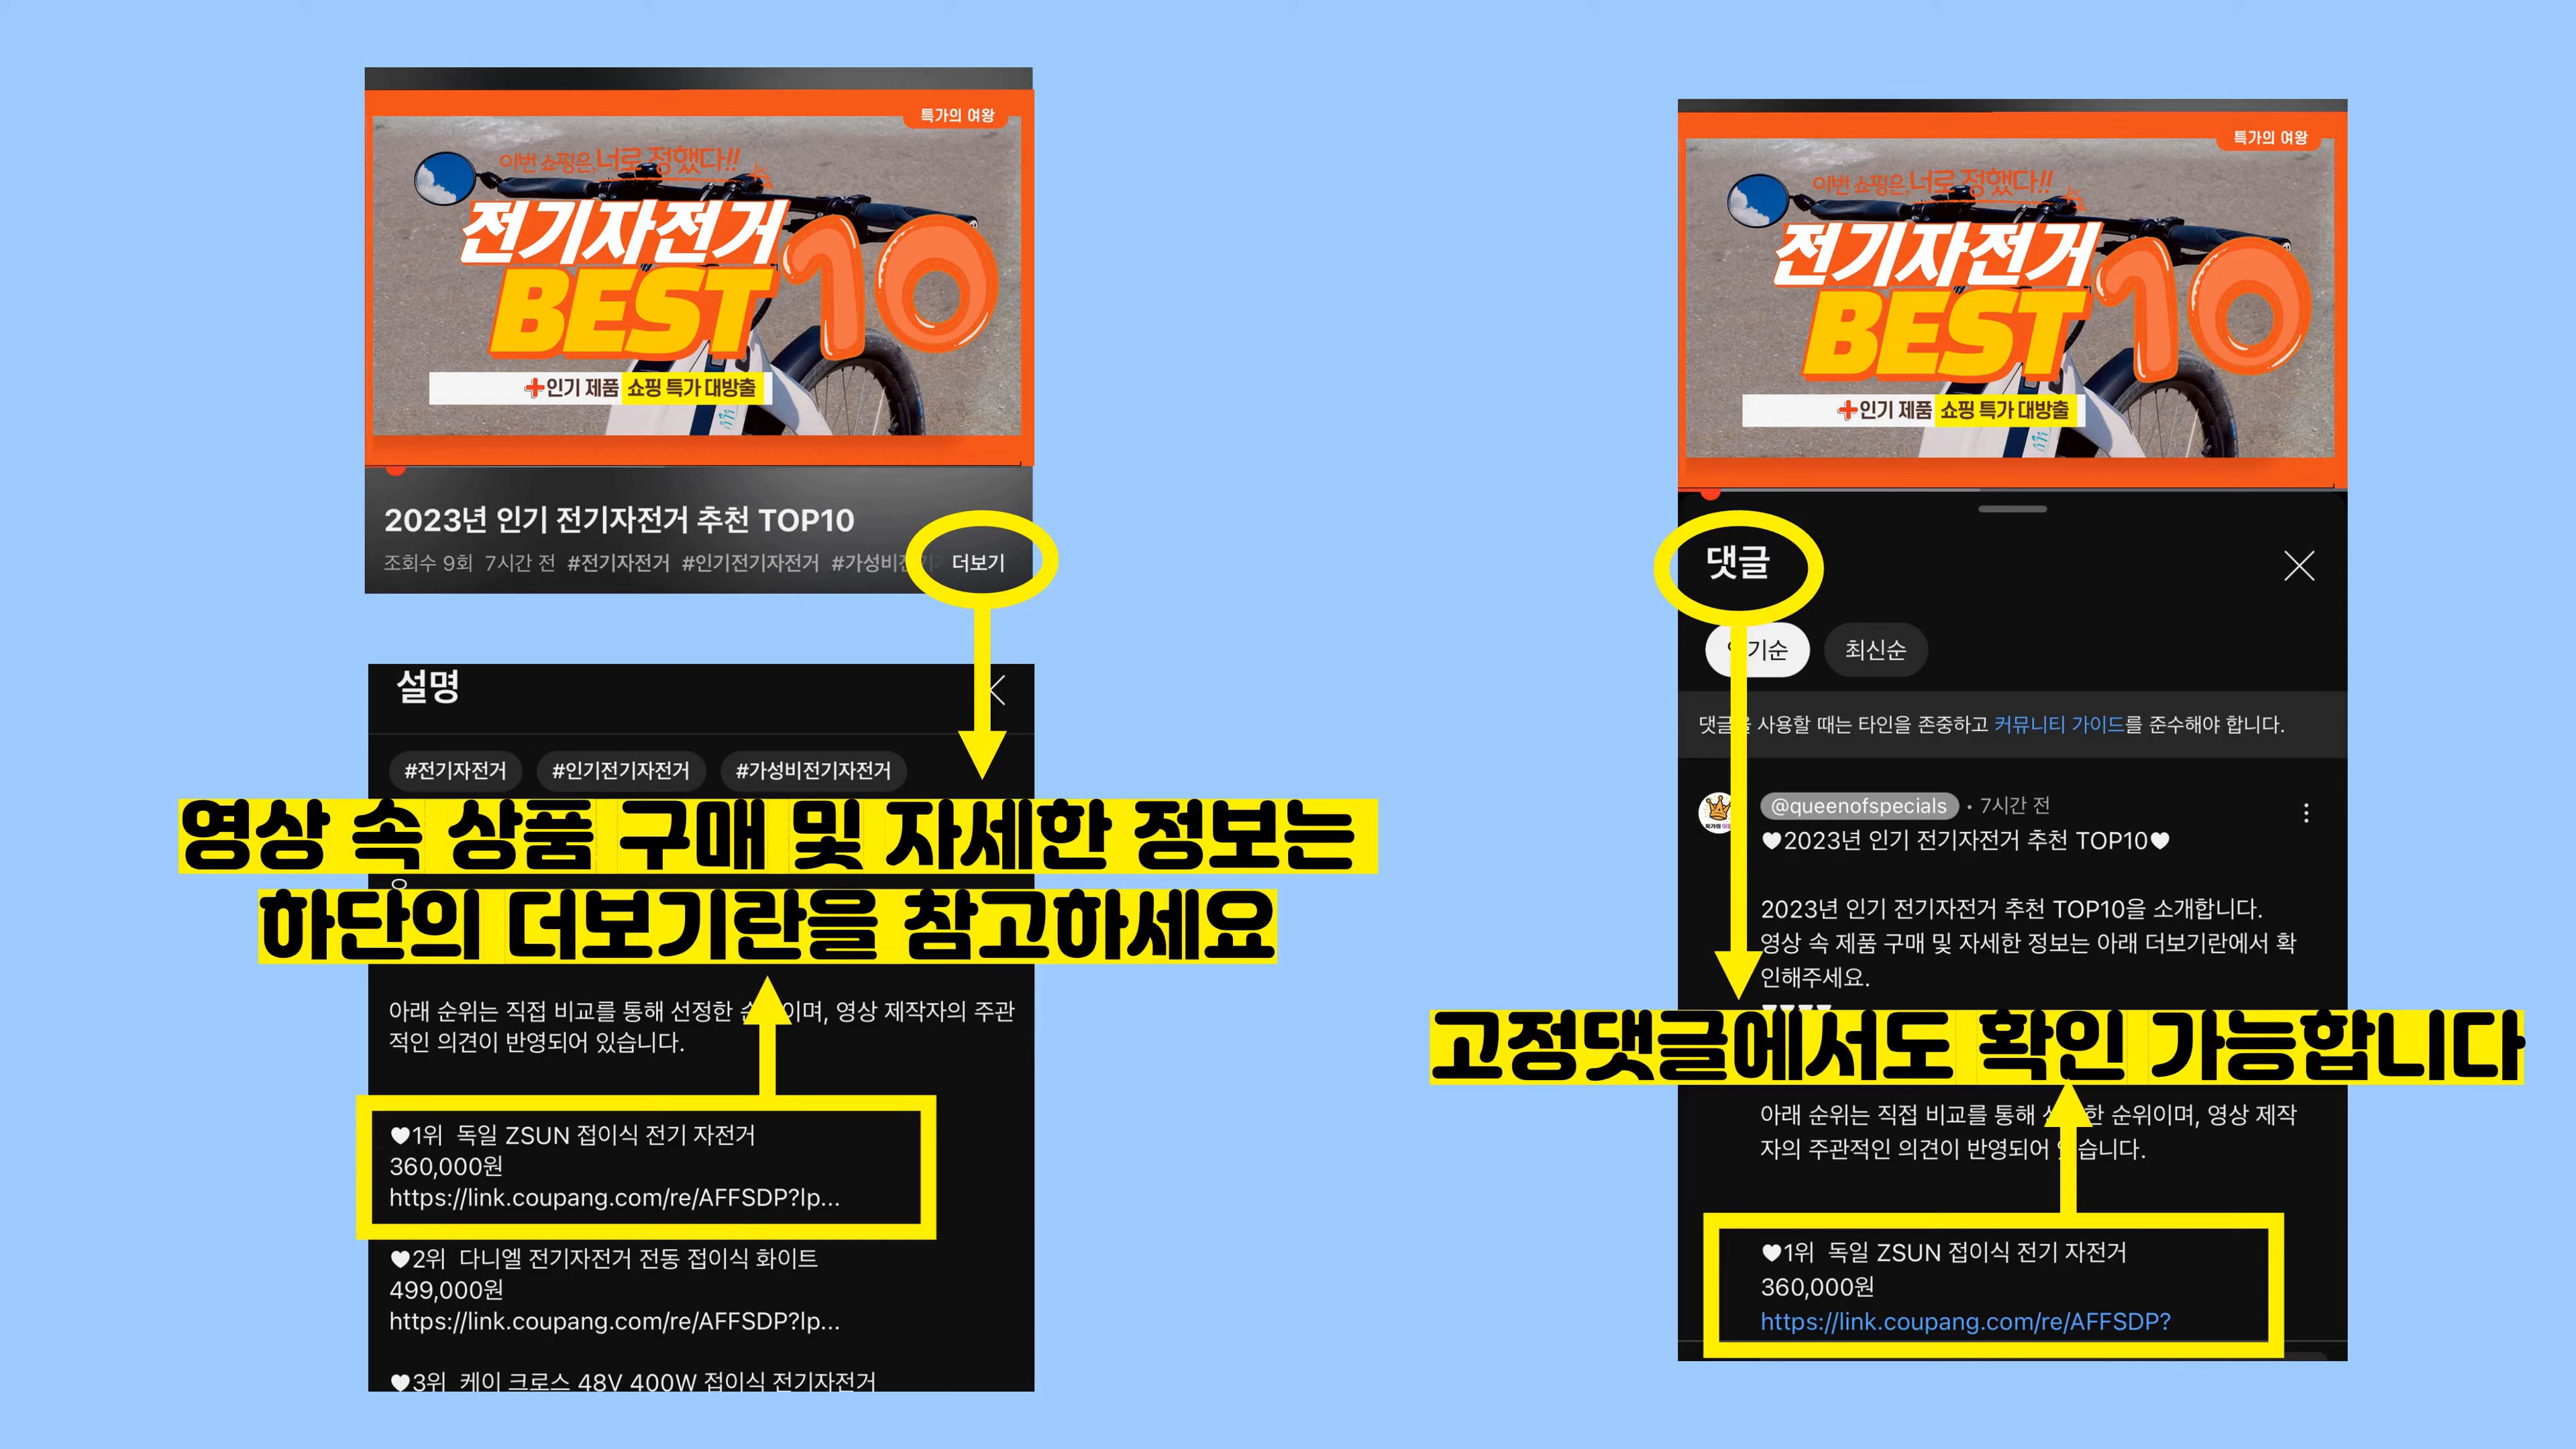 특가의 여왕
이번 쇼핑은, 너로 정했다!!
전기자전거
BEST 10
+인기 제품 쇼핑 특가 대방출
2023년 인기 전기자전거 추천 TOP10
조회수 9회 7시간 전 #전기자전거 #인기전기자전거 더보기
설명
#전기자전거 #인기전기자전거 #가성비전기자전거
영상 속 상품 구매 및 자세한 정보는
하단의 더보기란을 참고하세요
아래 순위는 직접 비교를 통해 선정한 이며, 영상 제작자의 주관
적인 의견이 반영되어 있습니다.
♥1위 독일 ZSUN 접이식 전기 자전거
360,000원
https://link.coupang.com/re/AFFSDP?lp...
♥2위 다니엘 전기자전거 전동 접이식 화이트
499,000원
https://link.coupang.com/re/AFFSDP?lp...
♥3위 케이 크로스 48V 400W 접이식 전기자전거
특가의 여왕
이번 쇼핑은, 너로 정했다!!
전기자전거
BEST 10
+인기 제품 쇼핑 특가 대방출
댓글
최신순
사용할 때는 타인을 존중하고 커뮤니티 가이드를 준수해야 합니다.
@queenofspecials • 7시간 전
♥2023년 인기 전기자전거 추천 TOP10♥
2023년 인기 전기자전거 추천 TOP10을 소개합니다.
영상 속 제품 구매 및 자세한 정보는 아래 더보기란에서 확
인해주세요.
고정댓글에서도 확인 가능합니다
아래 순위는 직접 비교를 통해 순위이며, 영상 제작
자의 주관적인 의견이 반영되어 있습니다.
♥1위 독일 ZSUN 접이식 전기 자전거
360,000원
https://link.coupang.com/re/AFFSDP?